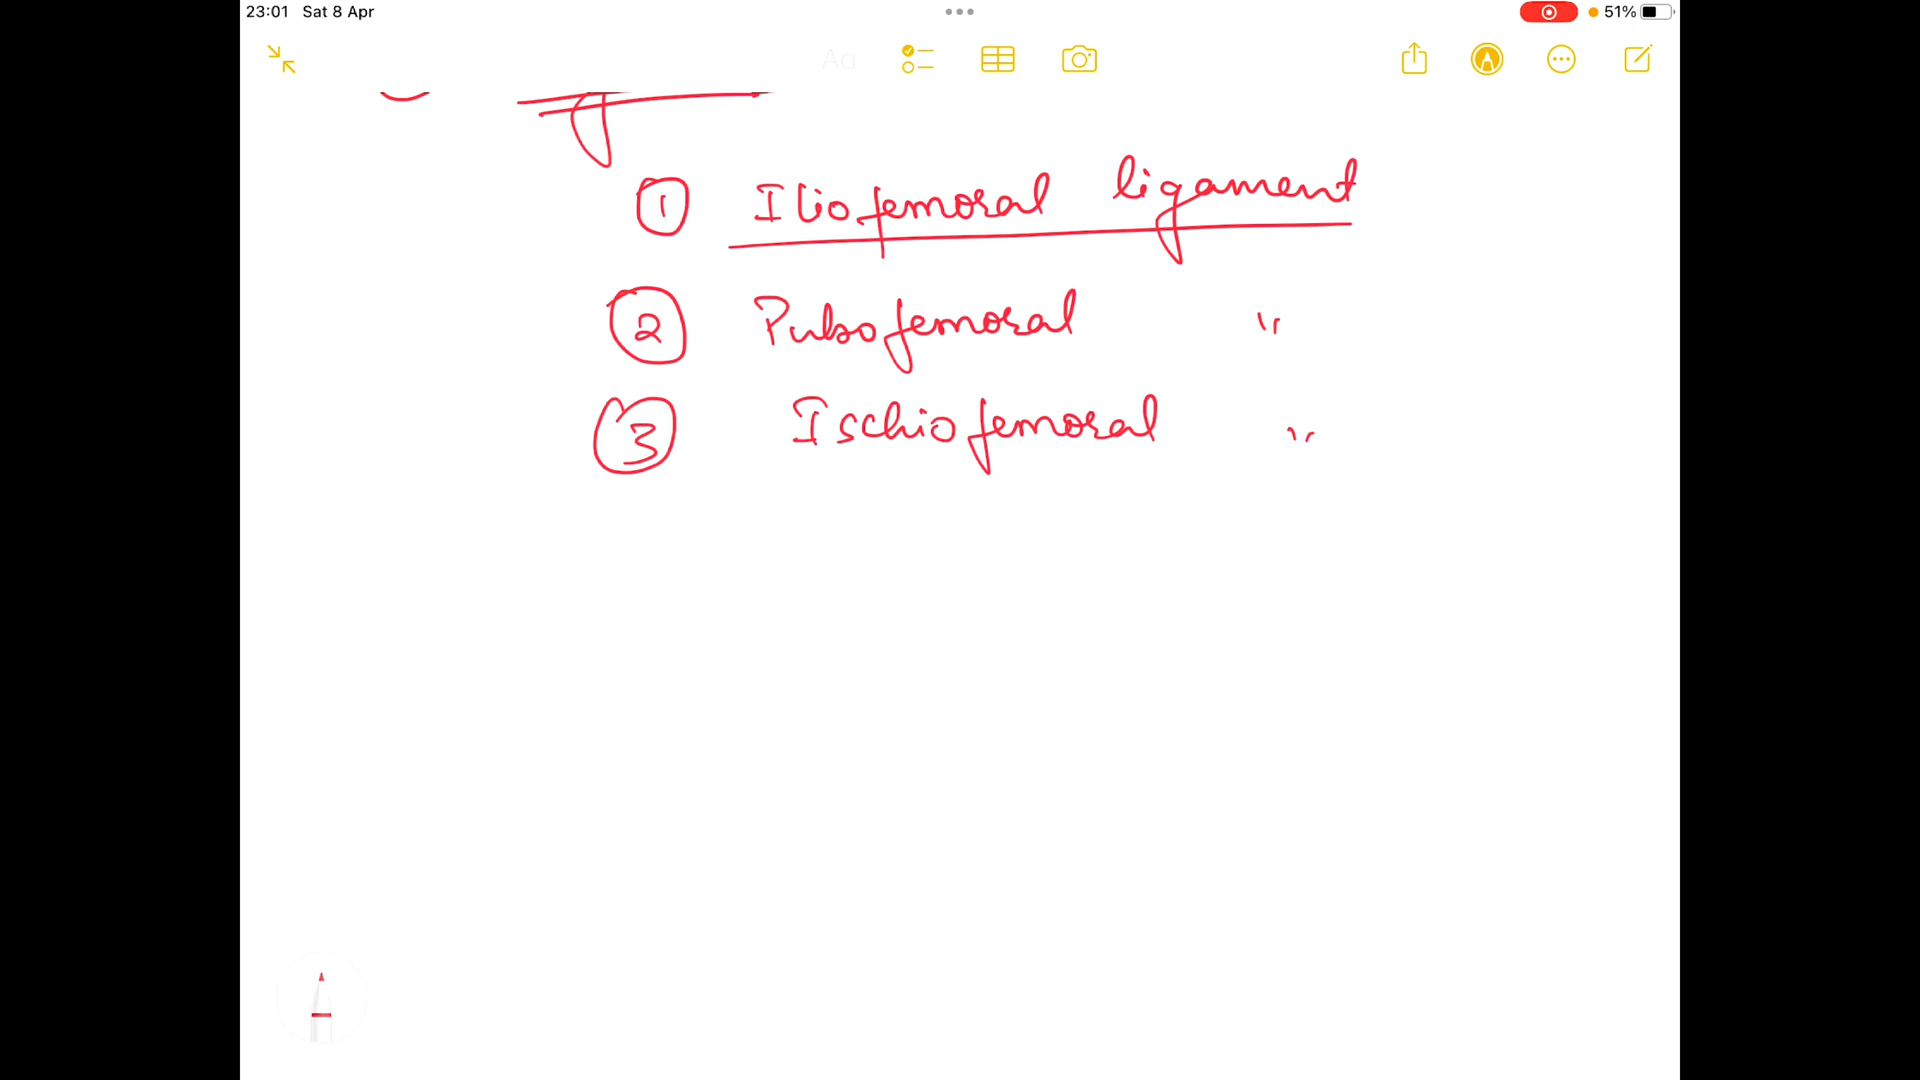 23:01 Sat 8 Apr 51%
Aa
① Iliofemoral ligament
② Pubofemoral "
③ Ischiofemoral "